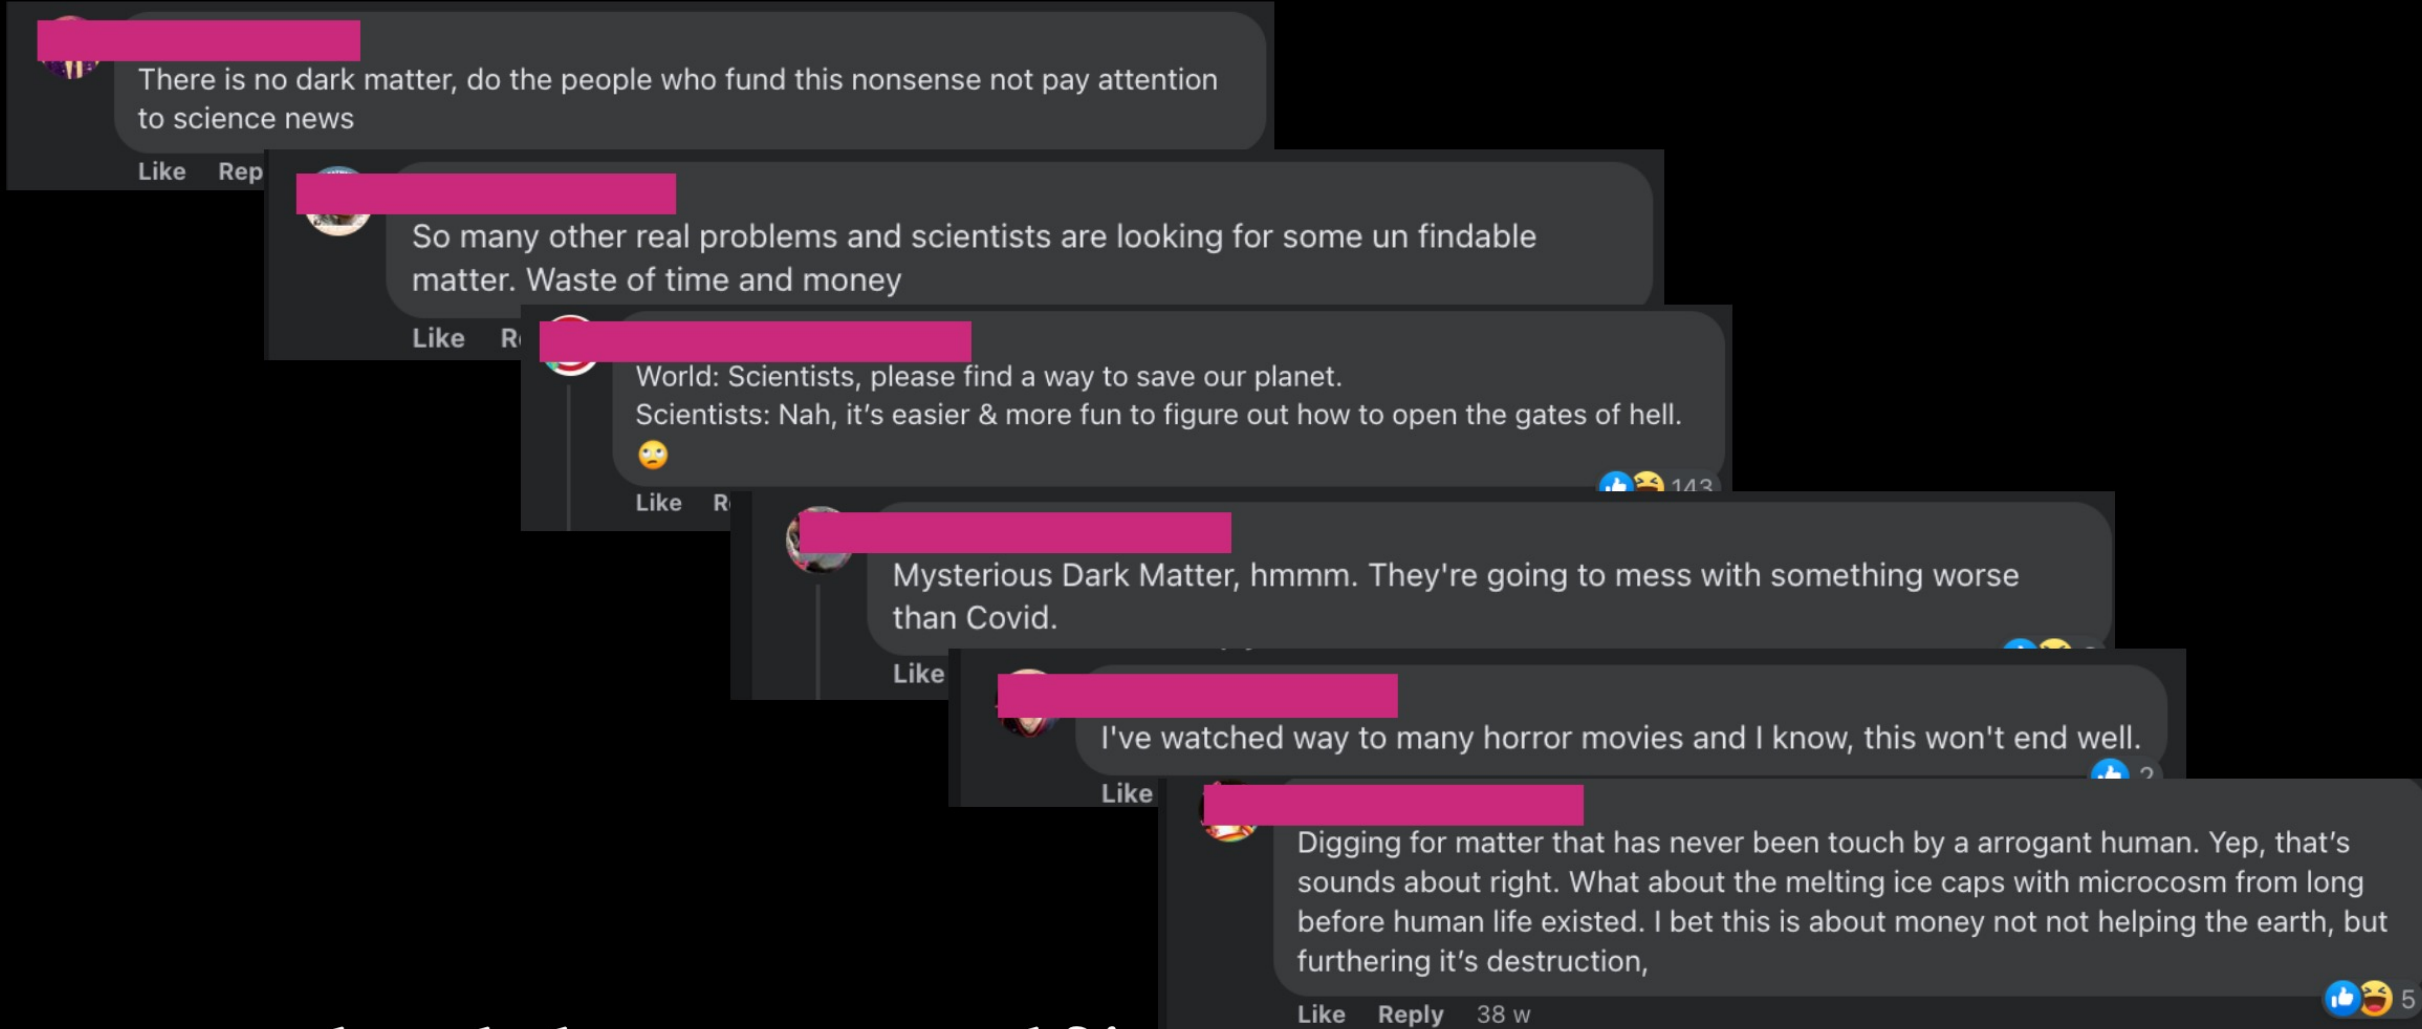 There is no dark matter, do the people who fund this nonsense not pay attention
to science news
Like
So many other real problems and scientists are looking for some un findable
matter. Waste of time and money
Like
World: Scientists, please find a way to save our planet.
Scientists: Nah, it’s easier & more fun to figure out how to open the gates of hell.
🙄
143
Like
Mysterious Dark Matter, hmmm. They're going to mess with something worse
than Covid.
Like
I've watched way to many horror movies and I know, this won't end well.
2
Like
Digging for matter that has never been touch by a arrogant human. Yep, that’s
sounds about right. What about the melting ice caps with microcosm from long
before human life existed. I bet this is about money not not helping the earth, but
furthering it’s destruction,
5
Like Reply 38 w